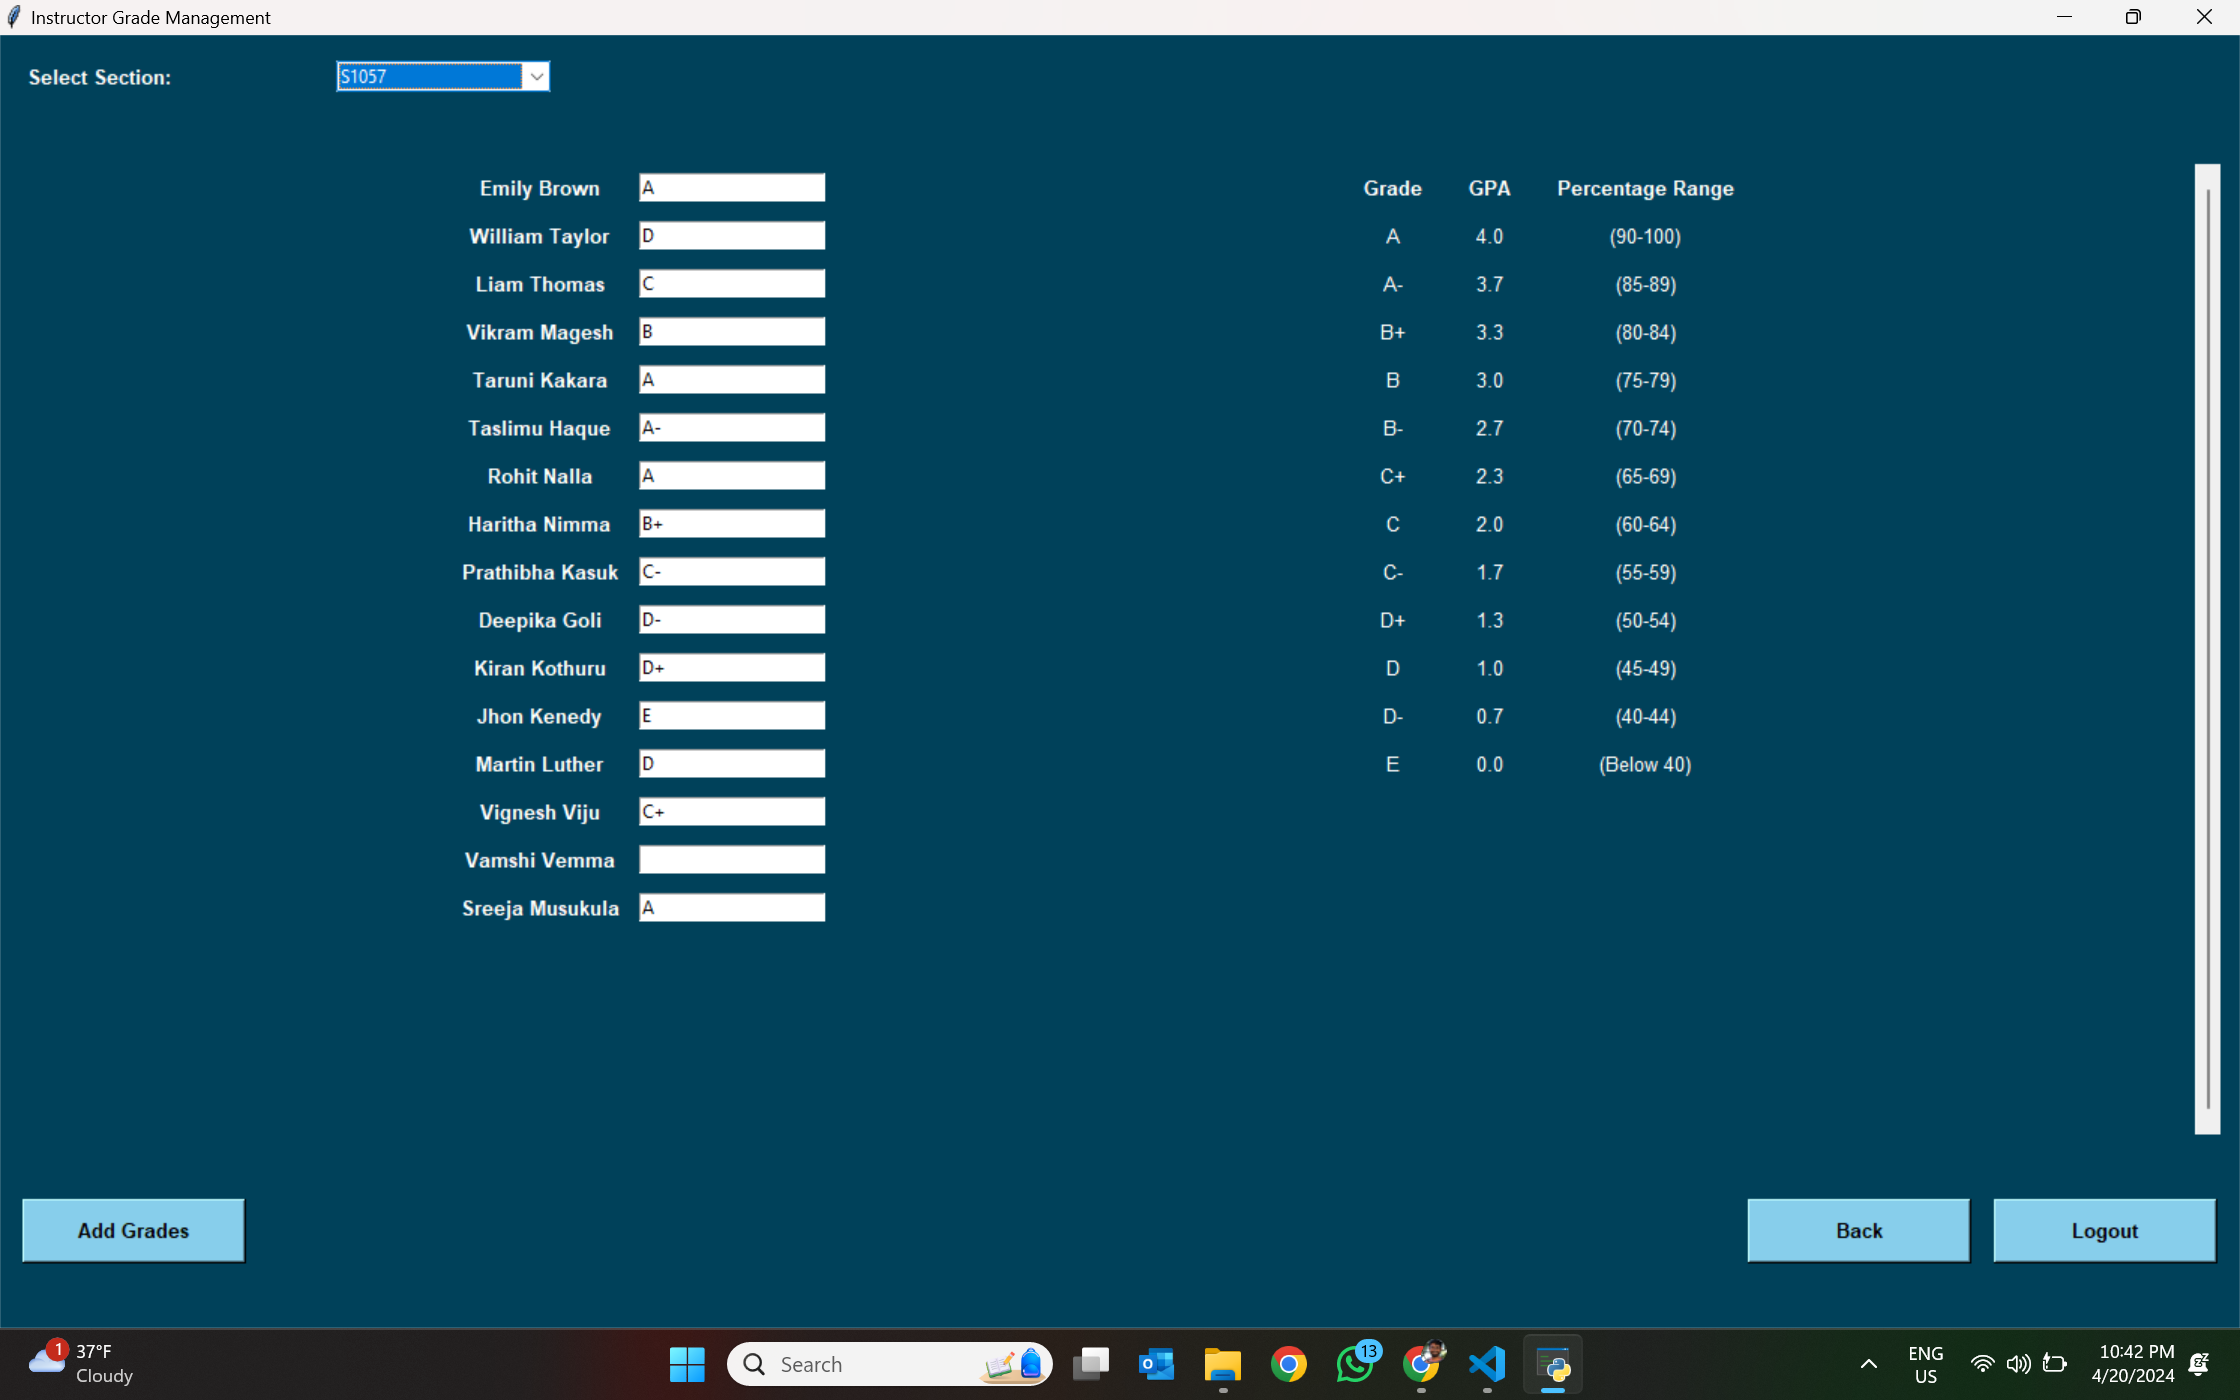 Instructor Grade Management
Select Section: S1057
Emily Brown A
William Taylor D
Liam Thomas C
Vikram Magesh B
Taruni Kakara A
Taslimu Haque A-
Rohit Nalla A
Haritha Nimma B+
Prathibha Kasuk C-
Deepika Goli D-
Kiran Kothuru D+
Jhon Kenedy E
Martin Luther D
Vignesh Viju C+
Vamshi Vemma
Sreeja Musukula A
Grade GPA Percentage Range
A 4.0 (90-100)
A- 3.7 (85-89)
B+ 3.3 (80-84)
B 3.0 (75-79)
B- 2.7 (70-74)
C+ 2.3 (65-69)
C 2.0 (60-64)
C- 1.7 (55-59)
D+ 1.3 (50-54)
D 1.0 (45-49)
D- 0.7 (40-44)
E 0.0 (Below 40)
Add Grades
Back
Logout
1
37°F
Cloudy
Search
13
ENG
US
10:42 PM
4/20/2024